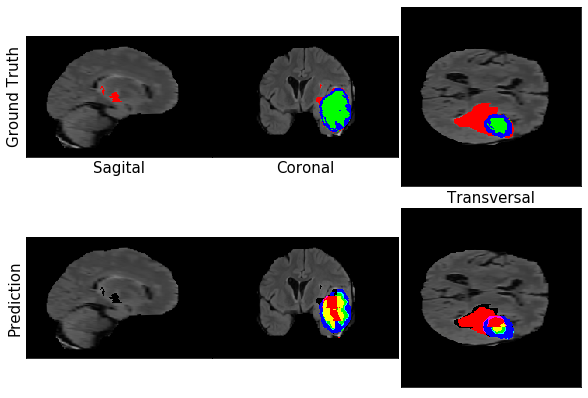 Ground Truth
Sagital
Coronal
Transversal
Prediction